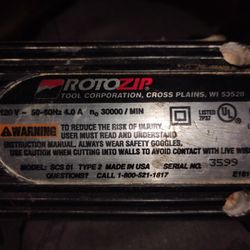 ROTOZIP
TOOL CORPORATION, CROSS PLAINS, WI 53528
120 V ~ 50-60Hz 4.0 A n0 30000 / MIN
UL LISTED
2P37
WARNING TO REDUCE THE RISK OF INJURY,
USER MUST READ AND UNDERSTAND
INSTRUCTION MANUAL, ALWAYS WEAR SAFETY GOGGLES.
USE CAUTION WHEN CUTTING INTO WALLS TO AVOID CONTACT WITH LIVE WIRES.
MODEL: SCS 01 TYPE 2 MADE IN USA SERIAL NO. 3599
QUESTIONS? CALL 1-800-521-1817